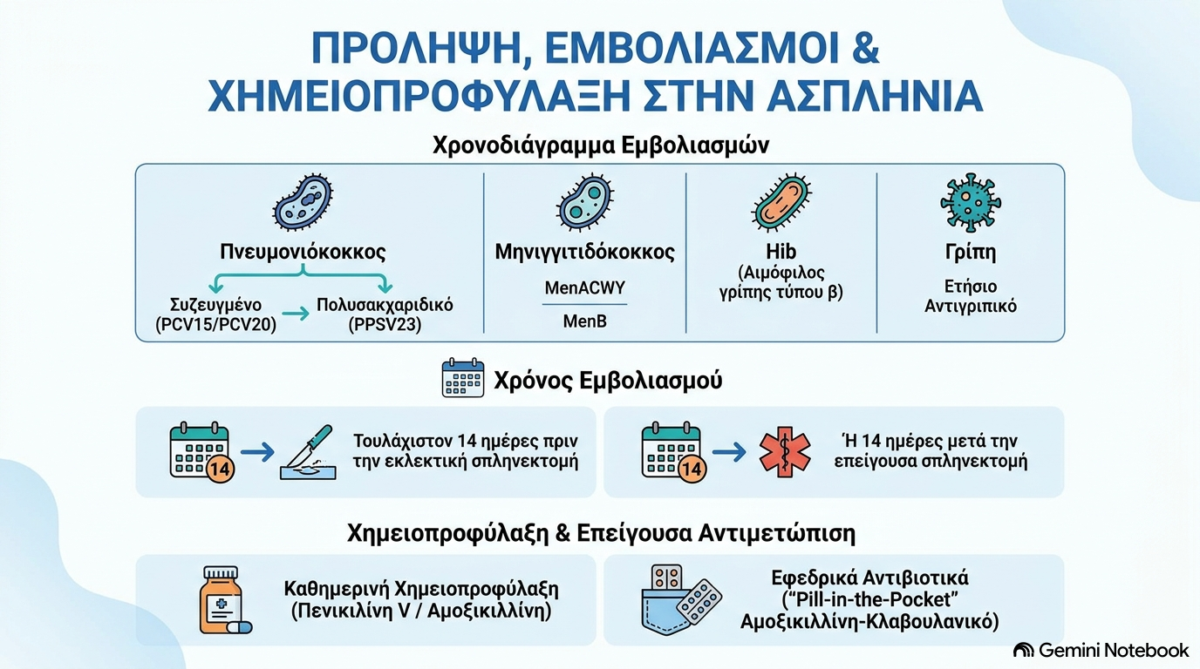 ΠΡΟΛΗΨΗ, ΕΜΒΟΛΙΑΣΜΟΙ &
ΧΗΜΕΙΟΠΡΟΦΥΛΑΞΗ ΣΤΗΝ ΑΣΠΛΗΝΙΑ
Χρονοδιάγραμμα Εμβολιασμών
Πνευμονιόκοκκος
Συζευγμένο
(PCV15/PCV20)
Πολυσακχαριδικό
(PPSV23)
Μηνιγγιτιδόκοκκος
MenACWY
MenB
Hib
(Αιμόφιλος
γρίπης τύπου β)
Γρίπη
Ετήσιο
Αντιγριπικό
Χρόνος Εμβολιασμού
14
Τουλάχιστον 14 ημέρες πριν
την εκλεκτική σπληνεκτομή
14
Ή 14 ημέρες μετά την
επείγουσα σπληνεκτομή
Χημειοπροφύλαξη & Επείγουσα Αντιμετώπιση
Καθημερινή Χημειοπροφύλαξη
(Πενικιλίνη V / Αμοξικιλλίνη)
Εφεδρικά Αντιβιοτικά
(“Pill-in-the-Pocket”
Αμοξικιλλίνη-Κλαβουλανικό)
Gemini Notebook